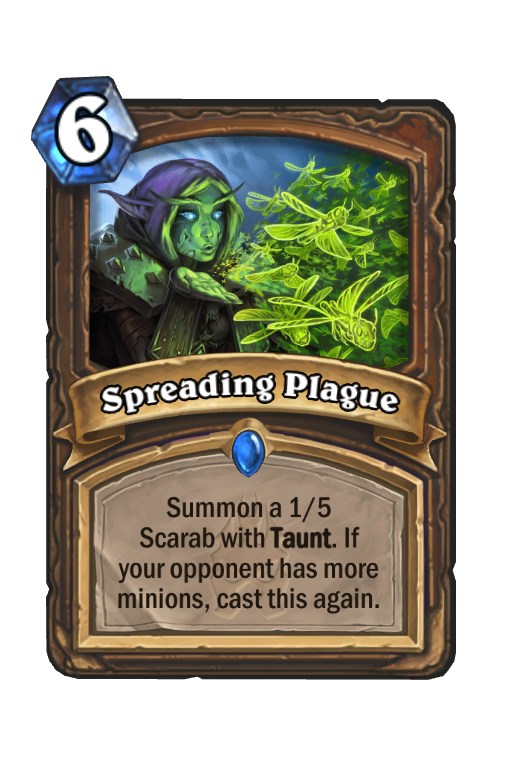 6
Spreading Plague
Summon a 1/5
Scarab with Taunt. If
your opponent has more
minions, cast this again.